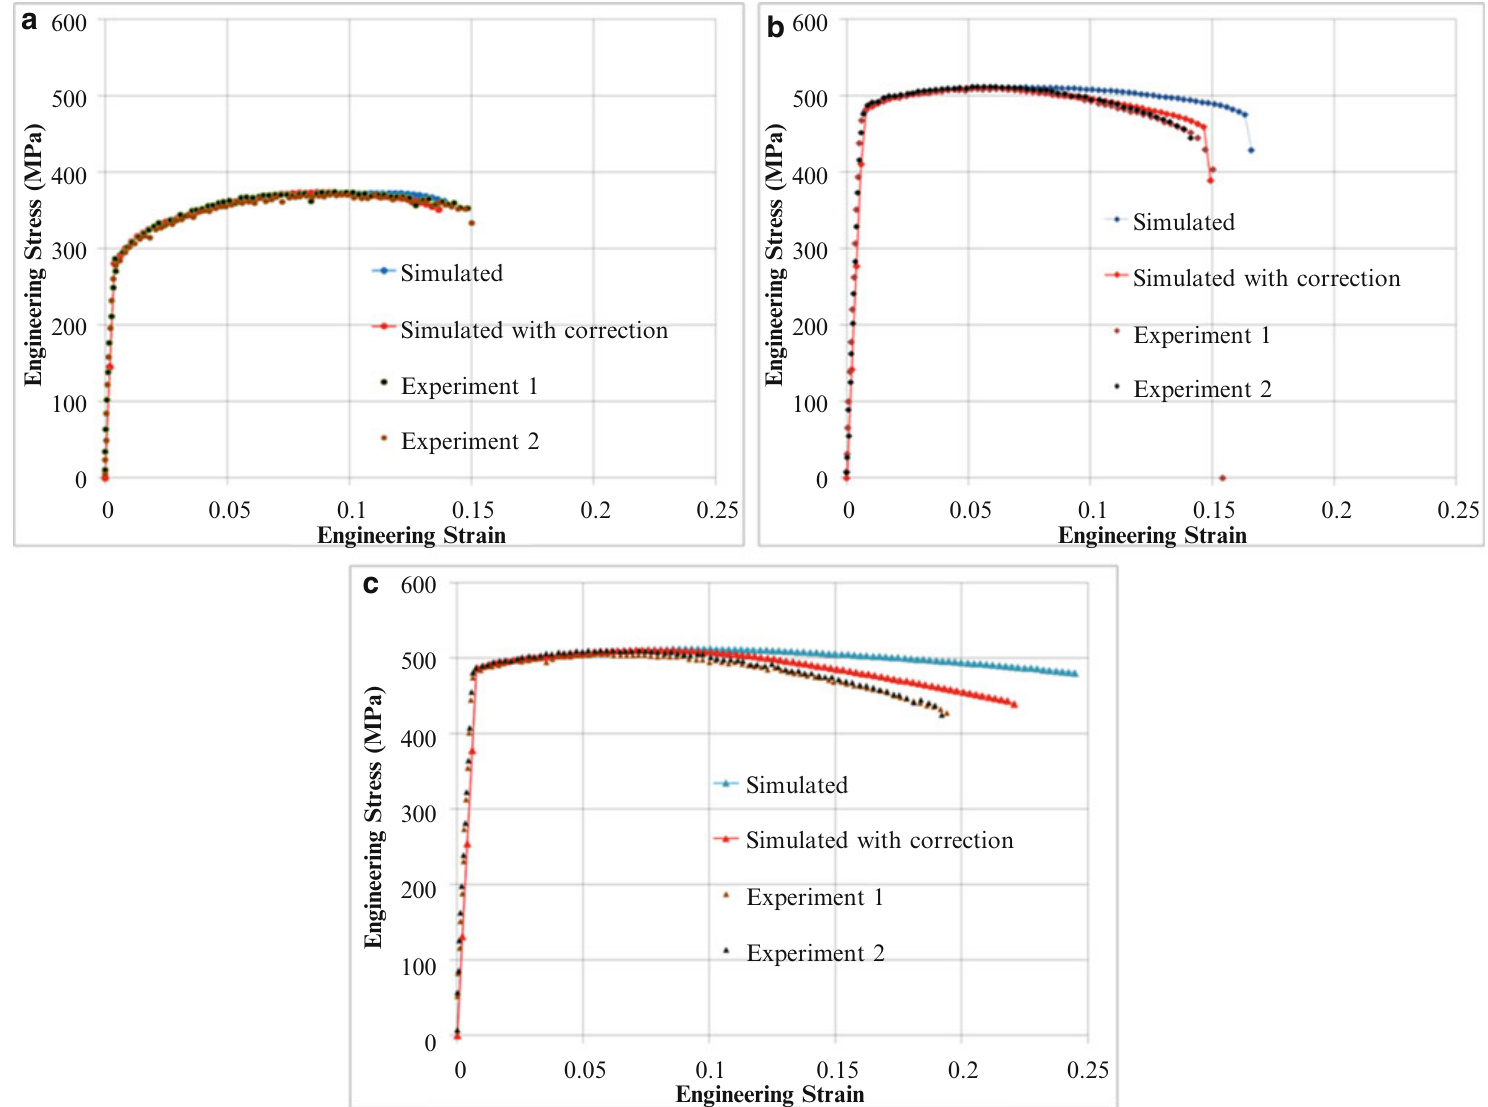 a
600
500
400
300
200
100
0
Engineering Stress (MPa)
Simulated
Simulated with correction
Experiment 1
Experiment 2
0 0.05 0.1 0.15 0.2 0.25
Engineering Strain
b
600
500
400
300
200
100
0
Engineering Stress (MPa)
Simulated
Simulated with correction
Experiment 1
Experiment 2
0 0.05 0.1 0.15 0.2 0.25
Engineering Strain
c
600
500
400
300
200
100
0
Engineering Stress (MPa)
Simulated
Simulated with correction
Experiment 1
Experiment 2
0 0.05 0.1 0.15 0.2 0.25
Engineering Strain